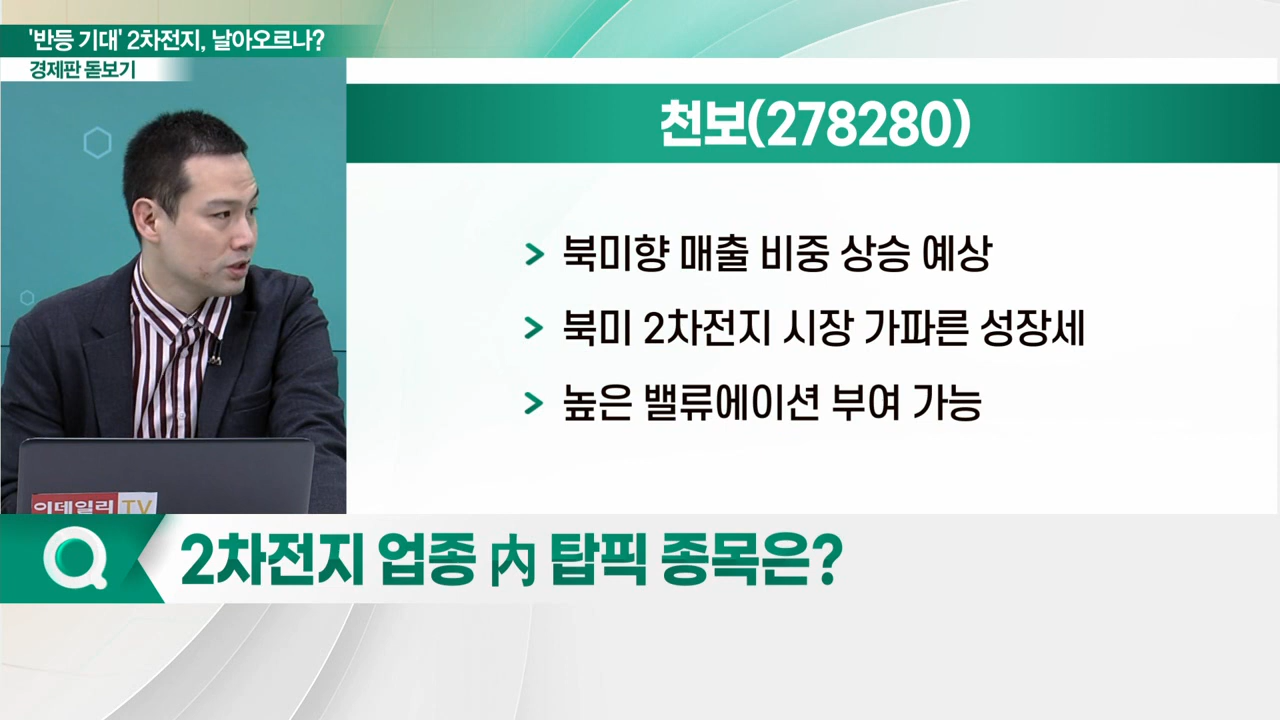 '반등 기대' 2차전지, 날아오르나?
경제판 돋보기
천보(278280)
> 북미향 매출 비중 상승 예상
> 북미 2차전지 시장 가파른 성장세
> 높은 밸류에이션 부여 가능
이데일리 TV
Q 2차전지 업종 內 탑픽 종목은?